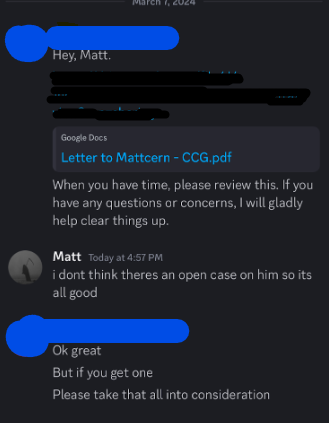 March 7, 2024
Hey, Matt.
Google Docs
Letter to Mattcern - CCG.pdf
When you have time, please review this. If you
have any questions or concerns, I will gladly
help clear things up.
Matt Today at 4:57 PM
i dont think theres an open case on him so its
all good
Ok great
But if you get one
Please take that all into consideration